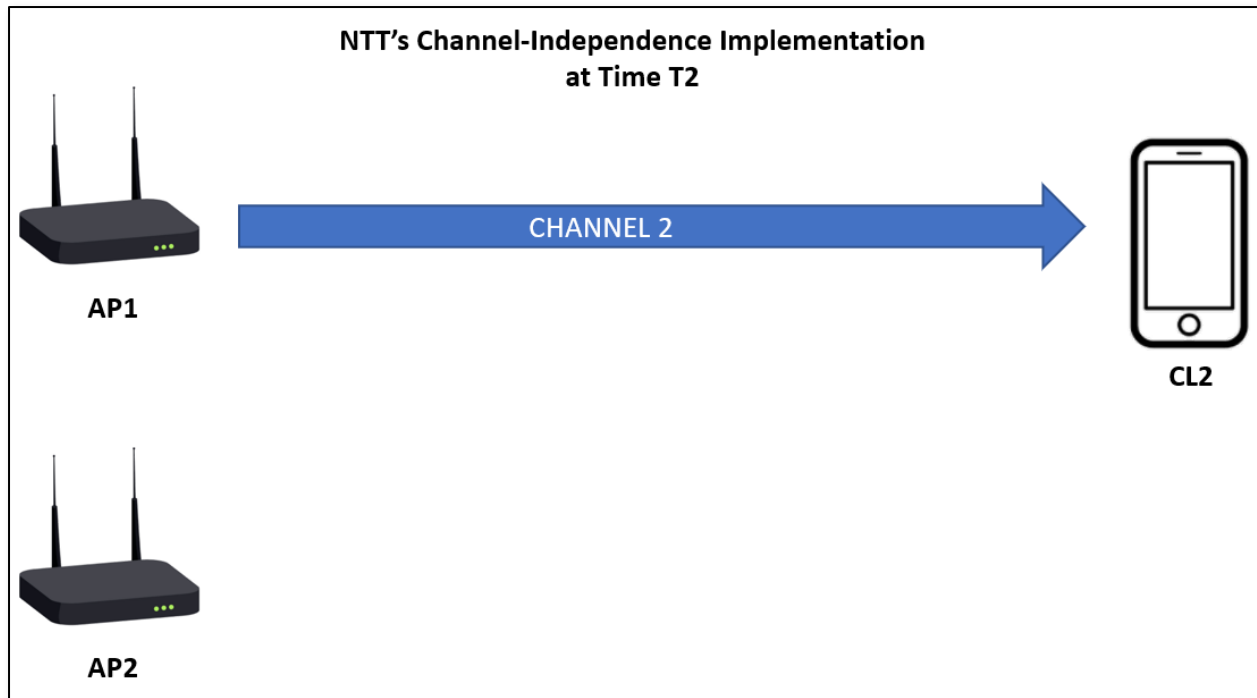 NTT’s Channel-Independence Implementation
at Time T2
CHANNEL 2
AP1
CL2
AP2